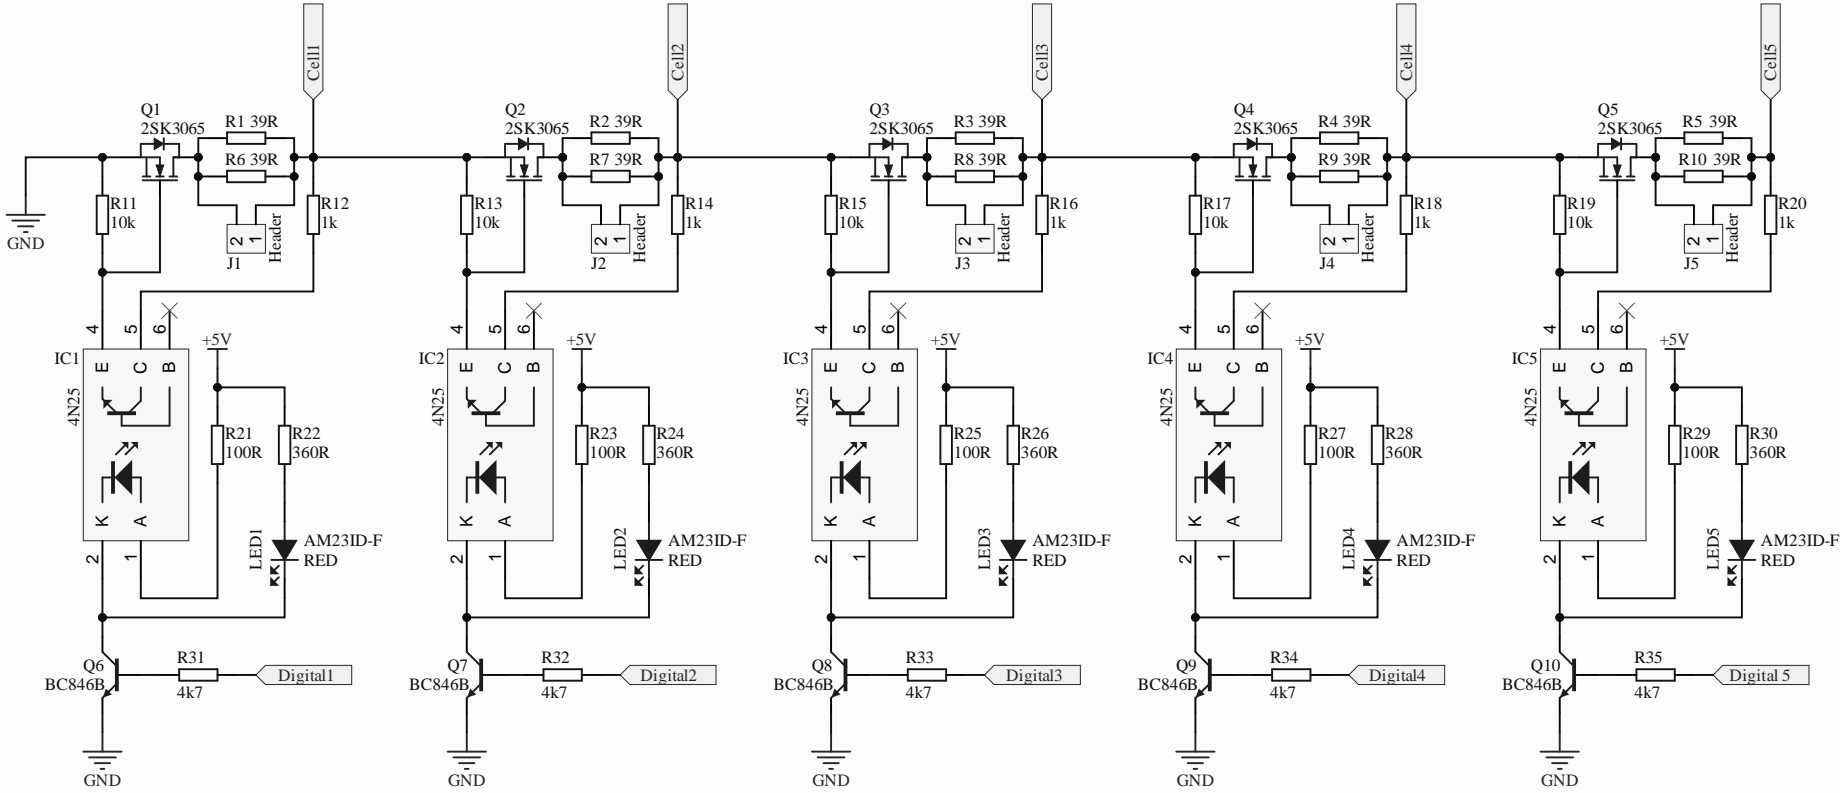 Cell1
Cell2
Cell3
Cell4
Cell5
Q1
2SK3065
R1 39R
R6 39R
Q2
2SK3065
R2 39R
R7 39R
Q3
2SK3065
R3 39R
R8 39R
Q4
2SK3065
R4 39R
R9 39R
Q5
2SK3065
R5 39R
R10 39R
GND
R11
10k
2
1
J1
Header
R12
1k
R13
10k
2
1
J2
Header
R14
1k
R15
10k
2
1
J3
Header
R16
1k
R17
10k
2
1
J4
Header
R18
1k
R19
10k
2
1
J5
Header
R20
1k
4
5
6
IC1
4N25
E
C
B
K
A
2
1
+5V
R21
100R
R22
360R
LED1
AM23ID-F
RED
4
5
6
IC2
4N25
E
C
B
K
A
2
1
+5V
R23
100R
R24
360R
LED2
AM23ID-F
RED
4
5
6
IC3
4N25
E
C
B
K
A
2
1
+5V
R25
100R
R26
360R
LED3
AM23ID-F
RED
4
5
6
IC4
4N25
E
C
B
K
A
2
1
+5V
R27
100R
R28
360R
LED4
AM23ID-F
RED
4
5
6
IC5
4N25
E
C
B
K
A
2
1
+5V
R29
100R
R30
360R
LED5
AM23ID-F
RED
Q6
BC846B
R31
4k7
Digital1
GND
Q7
BC846B
R32
4k7
Digital2
GND
Q8
BC846B
R33
4k7
Digital3
GND
Q9
BC846B
R34
4k7
Digital4
GND
Q10
BC846B
R35
4k7
Digital 5
GND